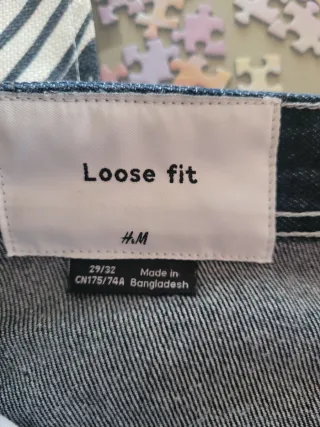 Loose fit
H&M
29/32 Made in
CN175/74A Bangladesh